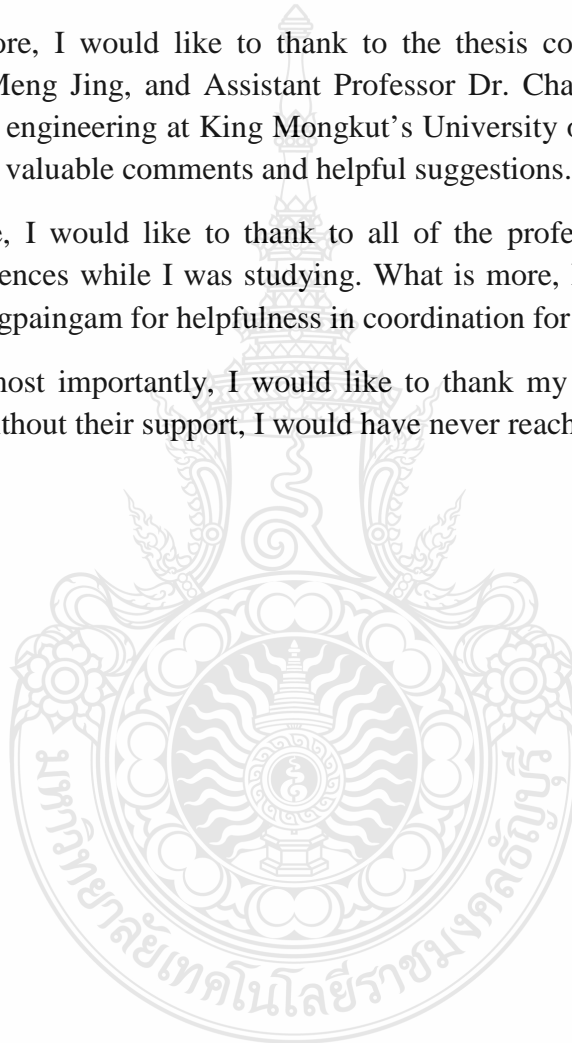 ore, I would like to thank to the thesis co
Meng Jing, and Assistant Professor Dr. Cha
engineering at King Mongkut's University o
valuable comments and helpful suggestions.
e, I would like to thank to all of the profe
ences while I was studying. What is more,
gpaingam for helpfulness in coordination for
nost importantly, I would like to thank my
ithout their support, I would have never reach
มหาวิทยาลัยเทคโนโลยีราชมงคลธัญบุรี